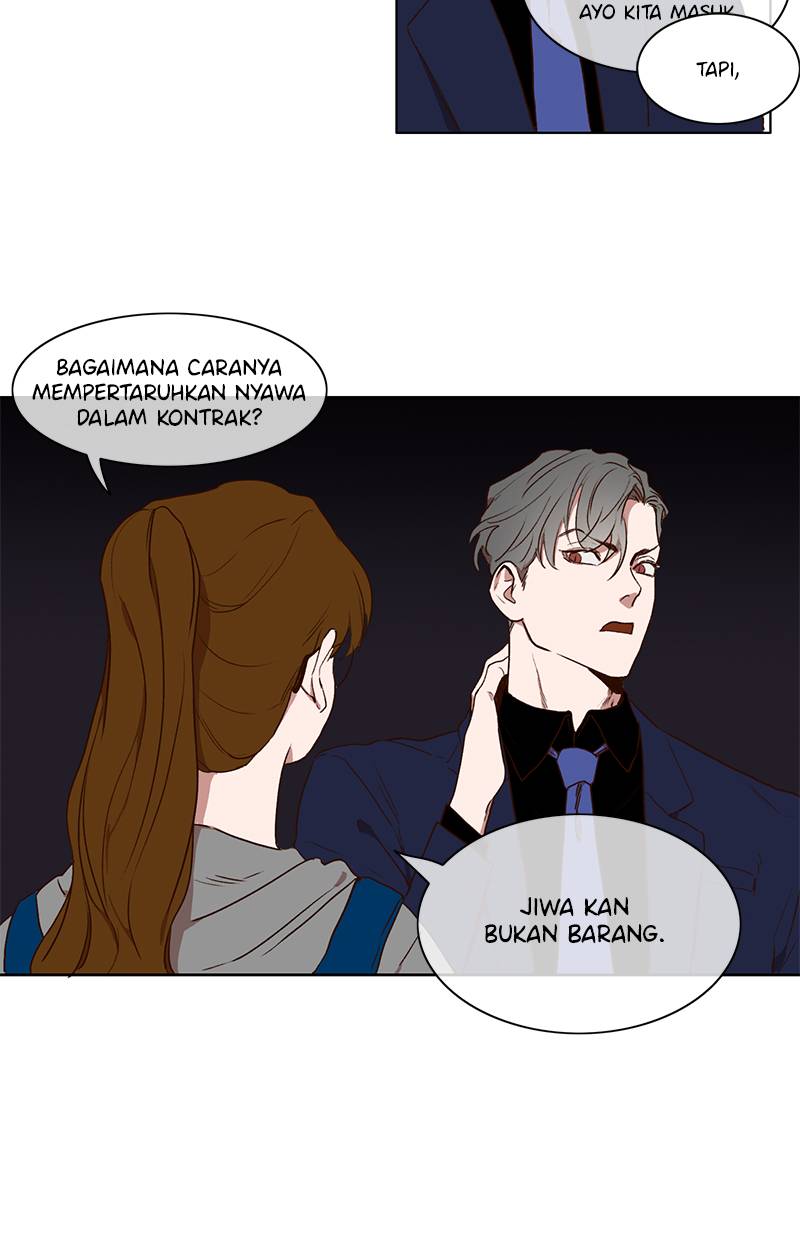 AYO KITA MASUK
TAPI,
BAGAIMANA CARANYA
MEMPERTARUHKAN NYAWA
DALAM KONTRAK?
JIWA KAN
BUKAN BARANG.